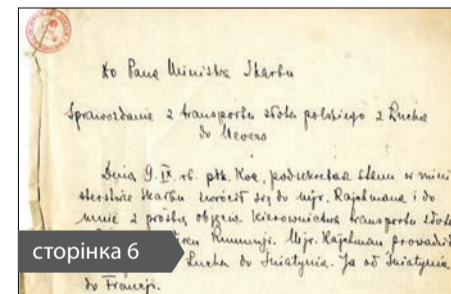 Do Pana Ministra Skarbu
Sprawozdanie z transportu złota polskiego z Łucka
do Nevers
Dnia 9.IX. rb. płk. Koc, podsekretarz stanu w mini
sterstwie skarbu zwrócił się do mjr. Rajchmana i do
mnie z prośbą objęcia kierownictwa transportu złota
Rumunji. Mjr. Rajchman prowadził
Łucka do Śniatynia. Ja od Śniatynia
do Francji.
сторінка 6